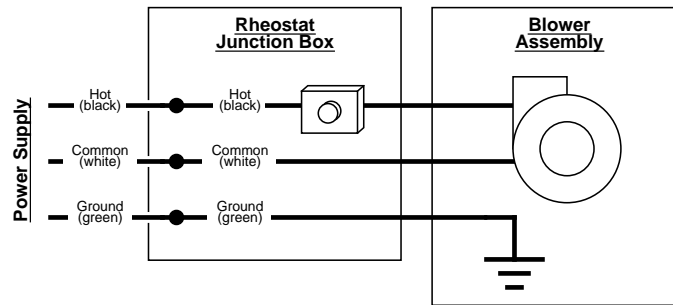 Rheostat
Junction Box
Blower
Assembly
Power Supply
Hot
(black)
Hot
(black)
Common
(white)
Common
(white)
Ground
(green)
Ground
(green)